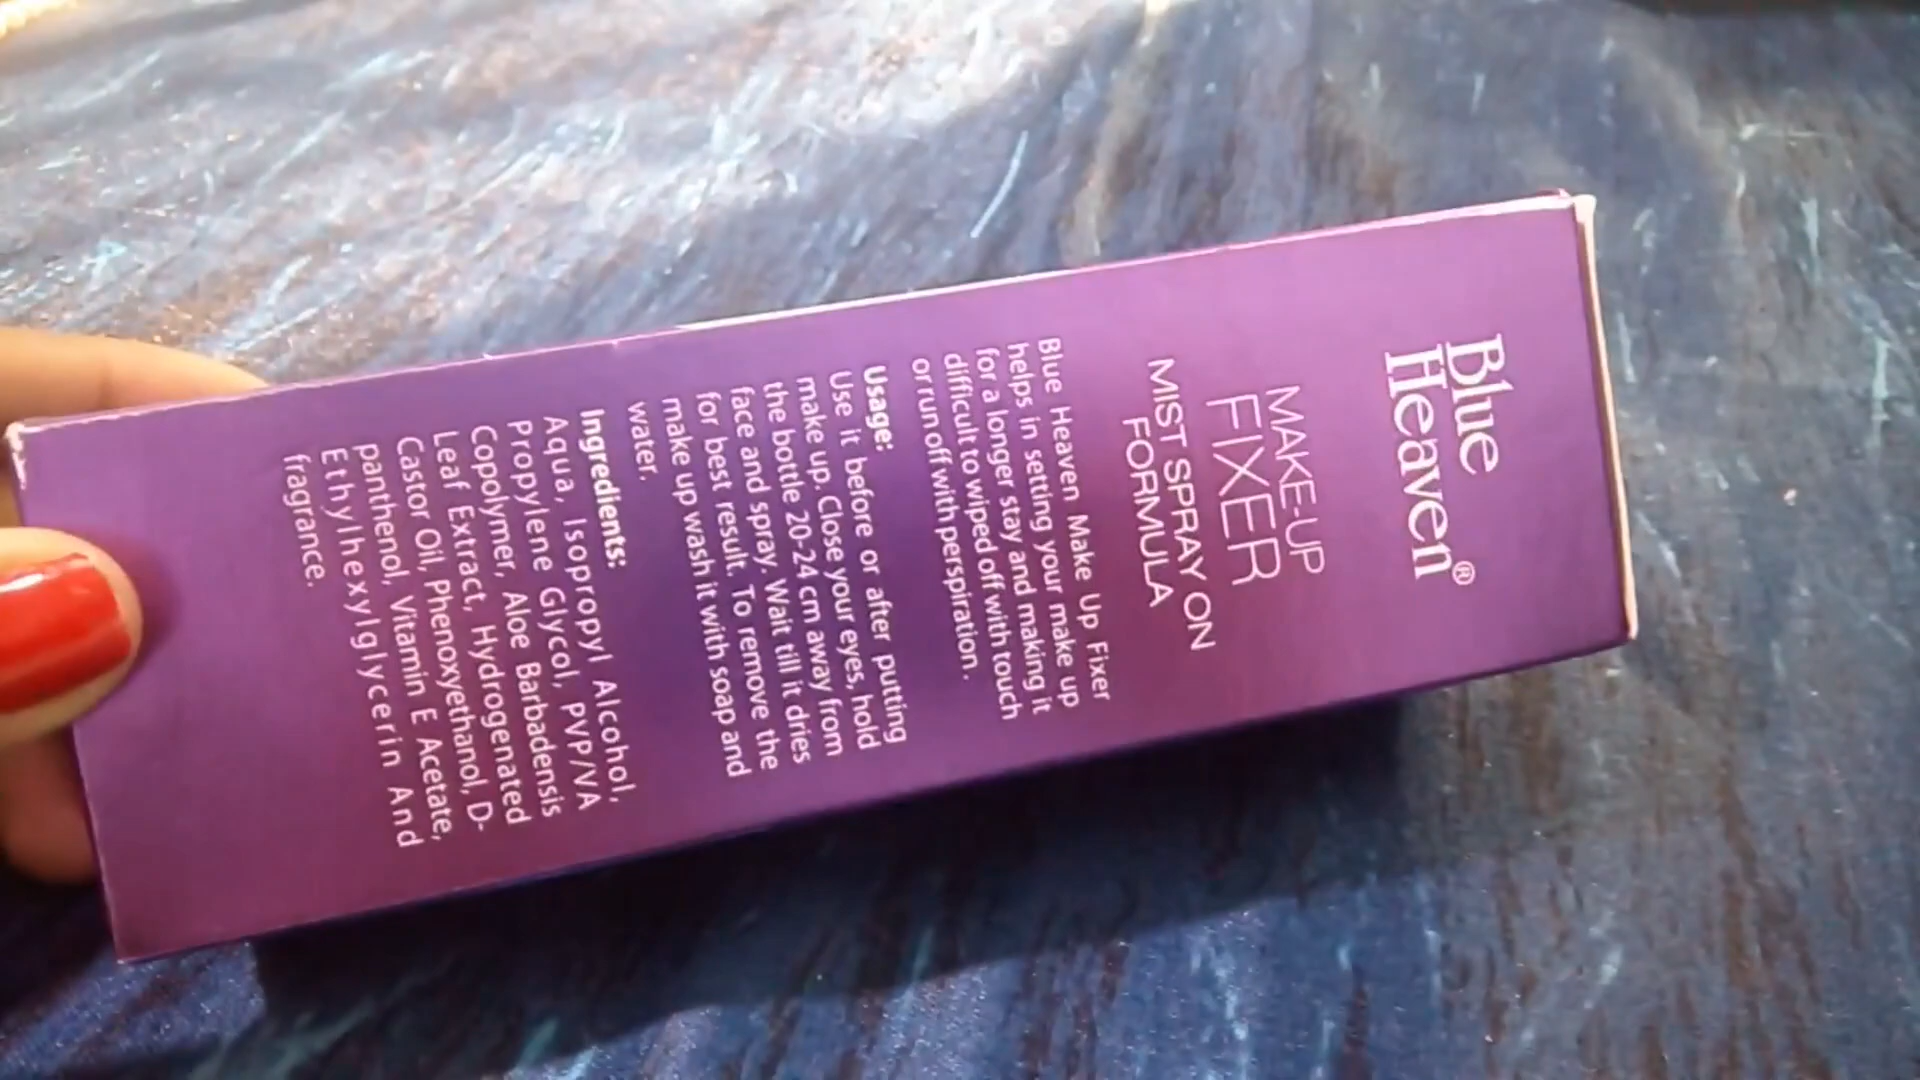 Blue
Heaven®
MAKE-UP
FIXER
MIST SPRAY ON
FORMULA
Blue Heaven Make Up Fixer
helps in setting your make up
for a longer stay and making it
difficult to wiped off with touch
or run off with perspiration.
Usage:
Use it before or after putting
make up. Close your eyes, hold
the bottle 20-24 cm away from
face and spray. Wait till it dries
for best result. To remove the
make up wash it with soap and
water.
Ingredients:
Aqua, Isopropyl Alcohol,
Propylene Glycol, PVP/VA
Copolymer, Aloe Barbadensis
Leaf Extract, Hydrogenated
Castor Oil, Phenoxyethanol, D-
panthenol, Vitamin E Acetate,
Ethylhexylglycerin And
fragrance.